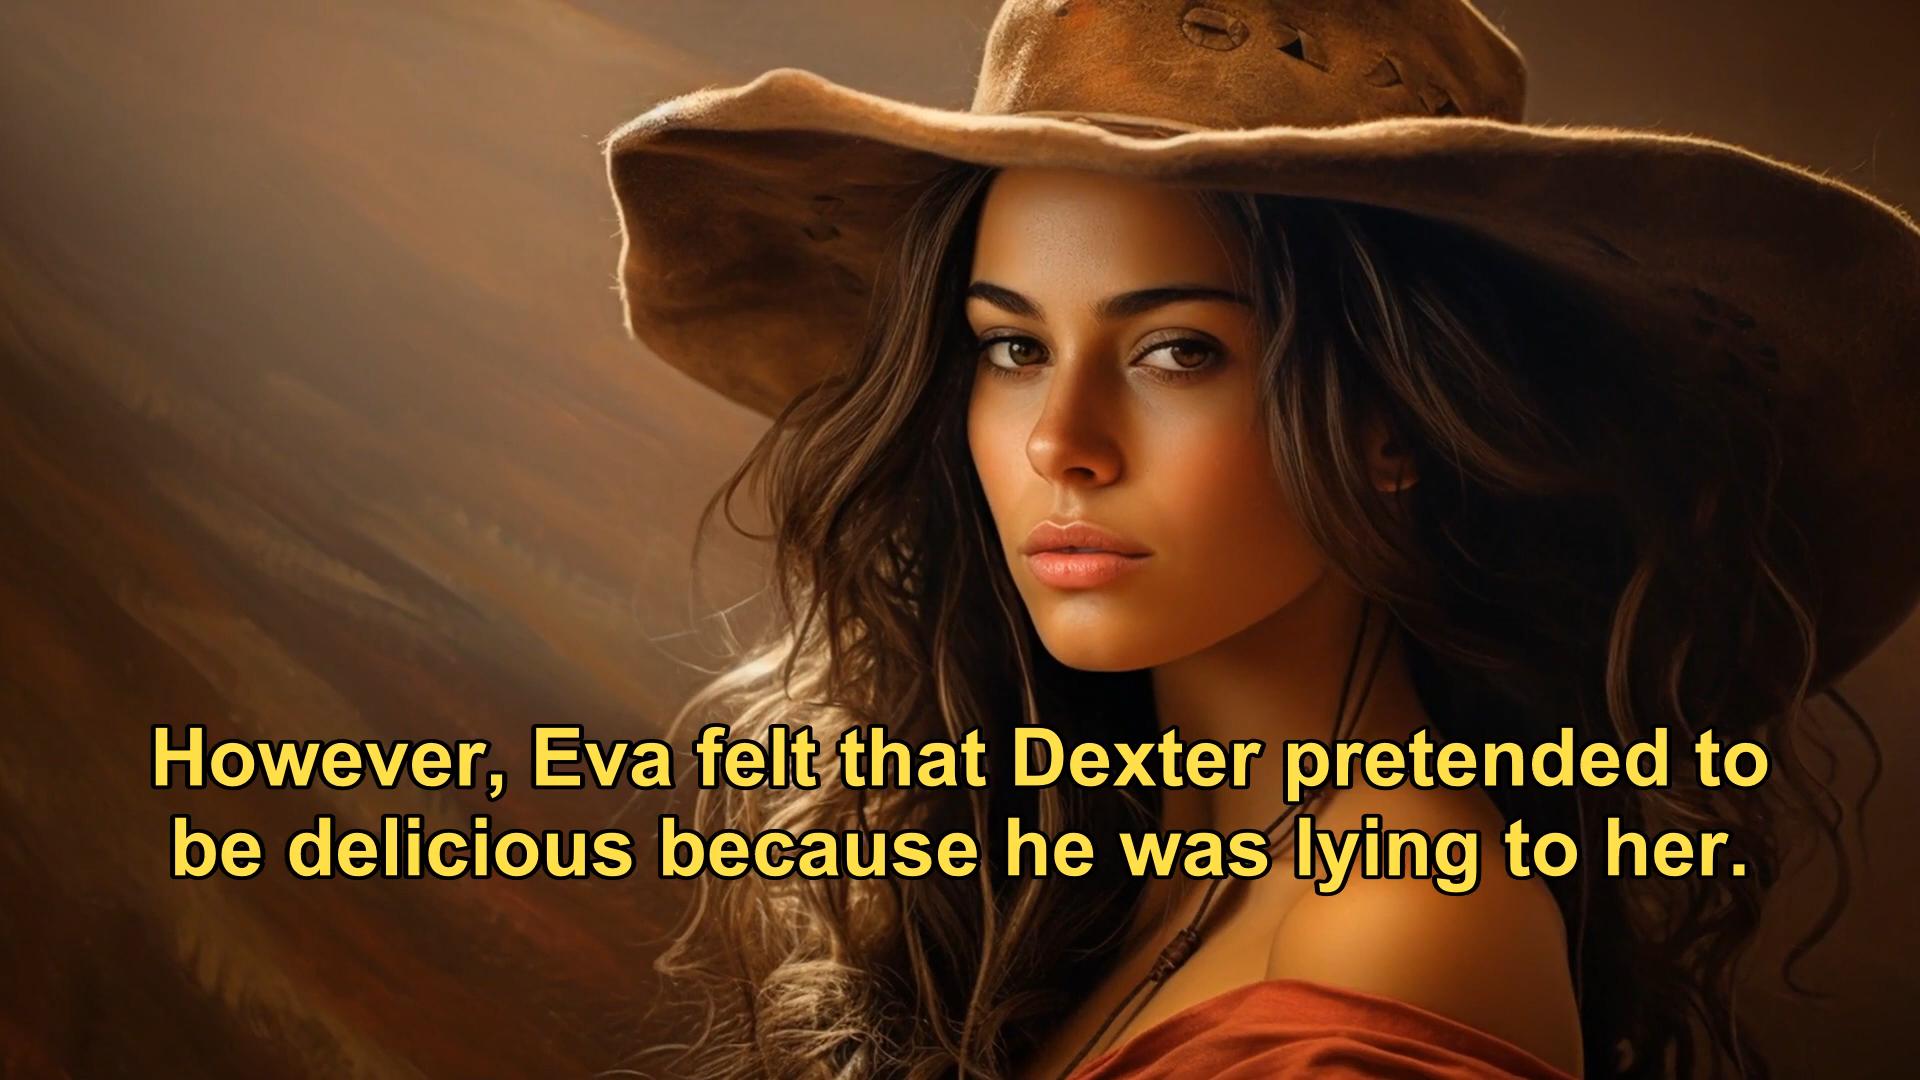 However, Eva felt that Dexter pretended to
be delicious because he was lying to her.